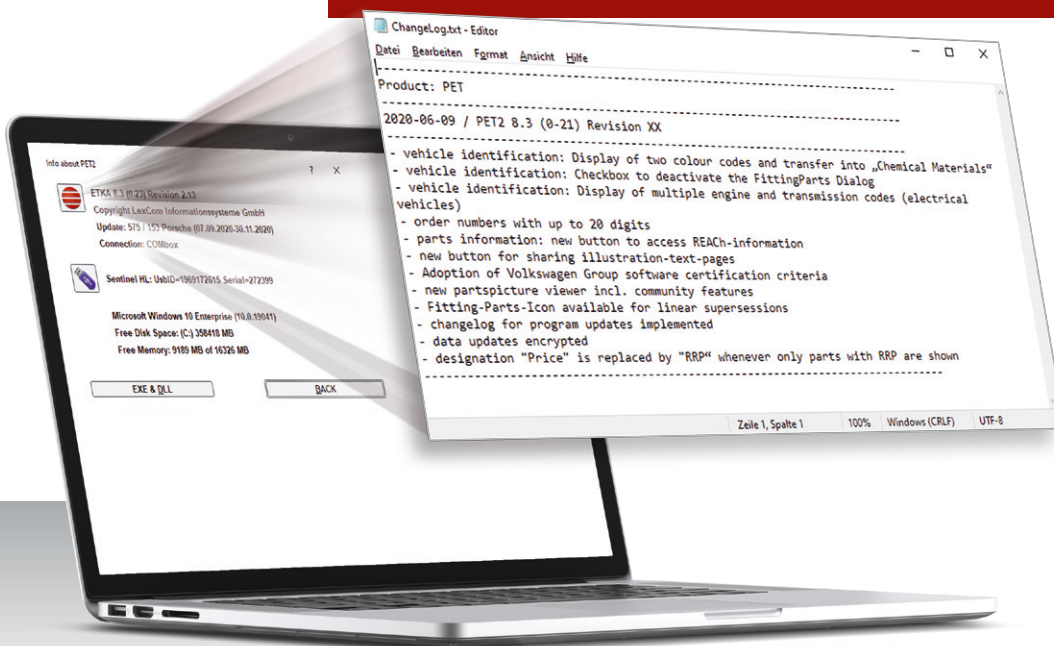 ChangeLog.txt - Editor
Datei Bearbeiten Format Ansicht Hilfe
------------------------------------------------------------------------
Product: PET
------------------------------------------------------------------------
2020-06-09 / PET2 8.3 (0-21) Revision XX
------------------------------------------------------------------------
- vehicle identification: Display of two colour codes and transfer into „Chemical Materials“
- vehicle identification: Checkbox to deactivate the FittingParts Dialog
- vehicle identification: Display of multiple engine and transmission codes (electrical
vehicles)
- order numbers with up to 20 digits
- parts information: new button to access REACh-information
- new button for sharing illustration-text-pages
- Adoption of Volkswagen Group software certification criteria
- new partspicture viewer incl. community features
- Fitting-Parts-Icon available for linear supersessions
- changelog for program updates implemented
- data updates encrypted
- designation "Price" is replaced by "RRP“ whenever only parts with RRP are shown
------------------------------------------------------------------------
Zeile 1, Spalte 1 100% Windows (CRLF) UTF-8
Info about PET2 ? X
ETKA 8.3 (0.23) Revision 2.13
Copyright LexCom Informationssysteme GmbH
Update: 575 / 153 Porsche (07.09.2020-30.11.2020)
Connection: COMbox
Sentinel HL: UsbID=1969172615 Serial=272399
Microsoft Windows 10 Enterprise (10.0.19041)
Free Disk Space: (C:) 358418 MB
Free Memory: 9189 MB of 16326 MB
EXE & DLL BACK